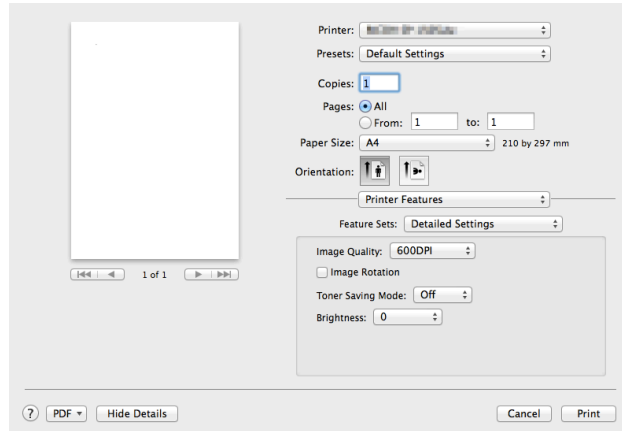 Printer:
Presets: Default Settings
Copies: 1
Pages: All
From: 1 to: 1
Paper Size: A4 210 by 297 mm
Orientation:
Printer Features
Feature Sets: Detailed Settings
Image Quality: 600DPI
Image Rotation
Toner Saving Mode: Off
Brightness: 0
1 of 1
? PDF Hide Details Cancel Print